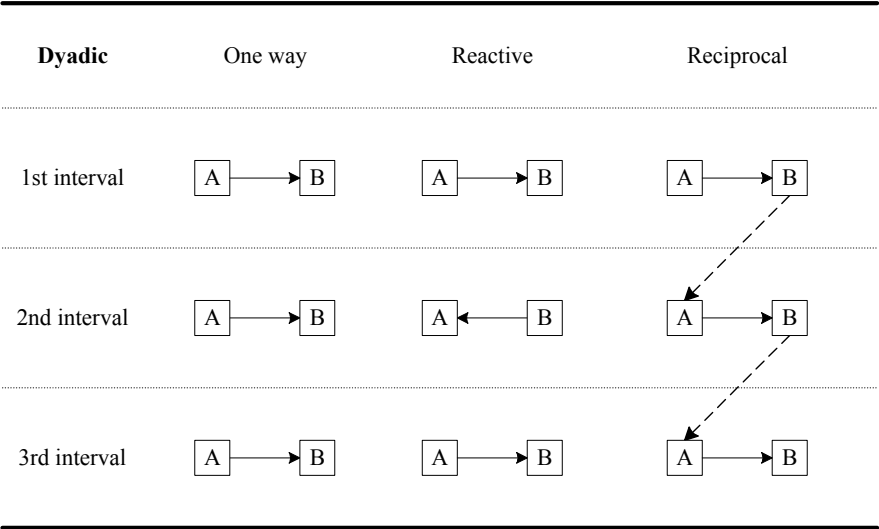 Dyadic One way Reactive Reciprocal
1st interval A B A B A B
2nd interval A B A B A B
3rd interval A B A B A B